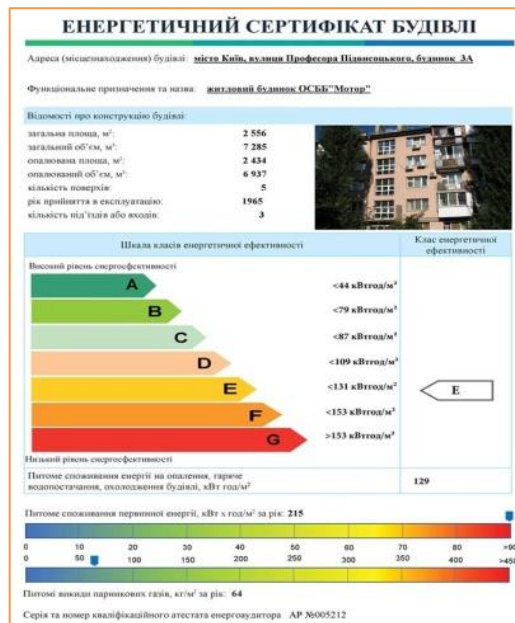 ЕНЕРГЕТИЧНИЙ СЕРТИФІКАТ БУДІВЛІ
Адреса (місцезнаходження) будівлі: місто Київ, вулиця Професора Підвисоцького, будинок 3А
Функціональне призначення та назва: житловий будинок ОСББ"Мотор"
Відомості про конструкцію будівлі:
загальна площа, м²: 2 556
загальний об'єм, м³: 7 285
опалювана площа, м²: 2 434
опалюваний об'єм, м³: 6 937
кількість поверхів: 5
рік прийняття в експлуатацію: 1965
кількість під'їздів або входів: 3
Шкала класів енергетичної ефективності
Клас енергетичної ефективності
Високий рівень енергоефективності
A <44 кВтгод/м³
B <79 кВтгод/м³
C <87 кВтгод/м³
D <109 кВтгод/м³
E <131 кВтгод/м² E
F <153 кВтгод/м²
G >153 кВтгод/м³
Низький рівень енергоефективності
Питоме споживання енергії на опалення, гаряче
водопостачання, охолодження будівлі, кВт год/м² 129
Питоме споживання первинної енергії, кВт х год/м² за рік: 215
0 10 20 30 40 50 60 70 80 >90
0 50 100 150 200 250 300 350 400 >450
Питомі викиди парникових газів, кг/м² за рік: 64
Серія та номер кваліфікаційного атестата енергоаудитора АР №005212